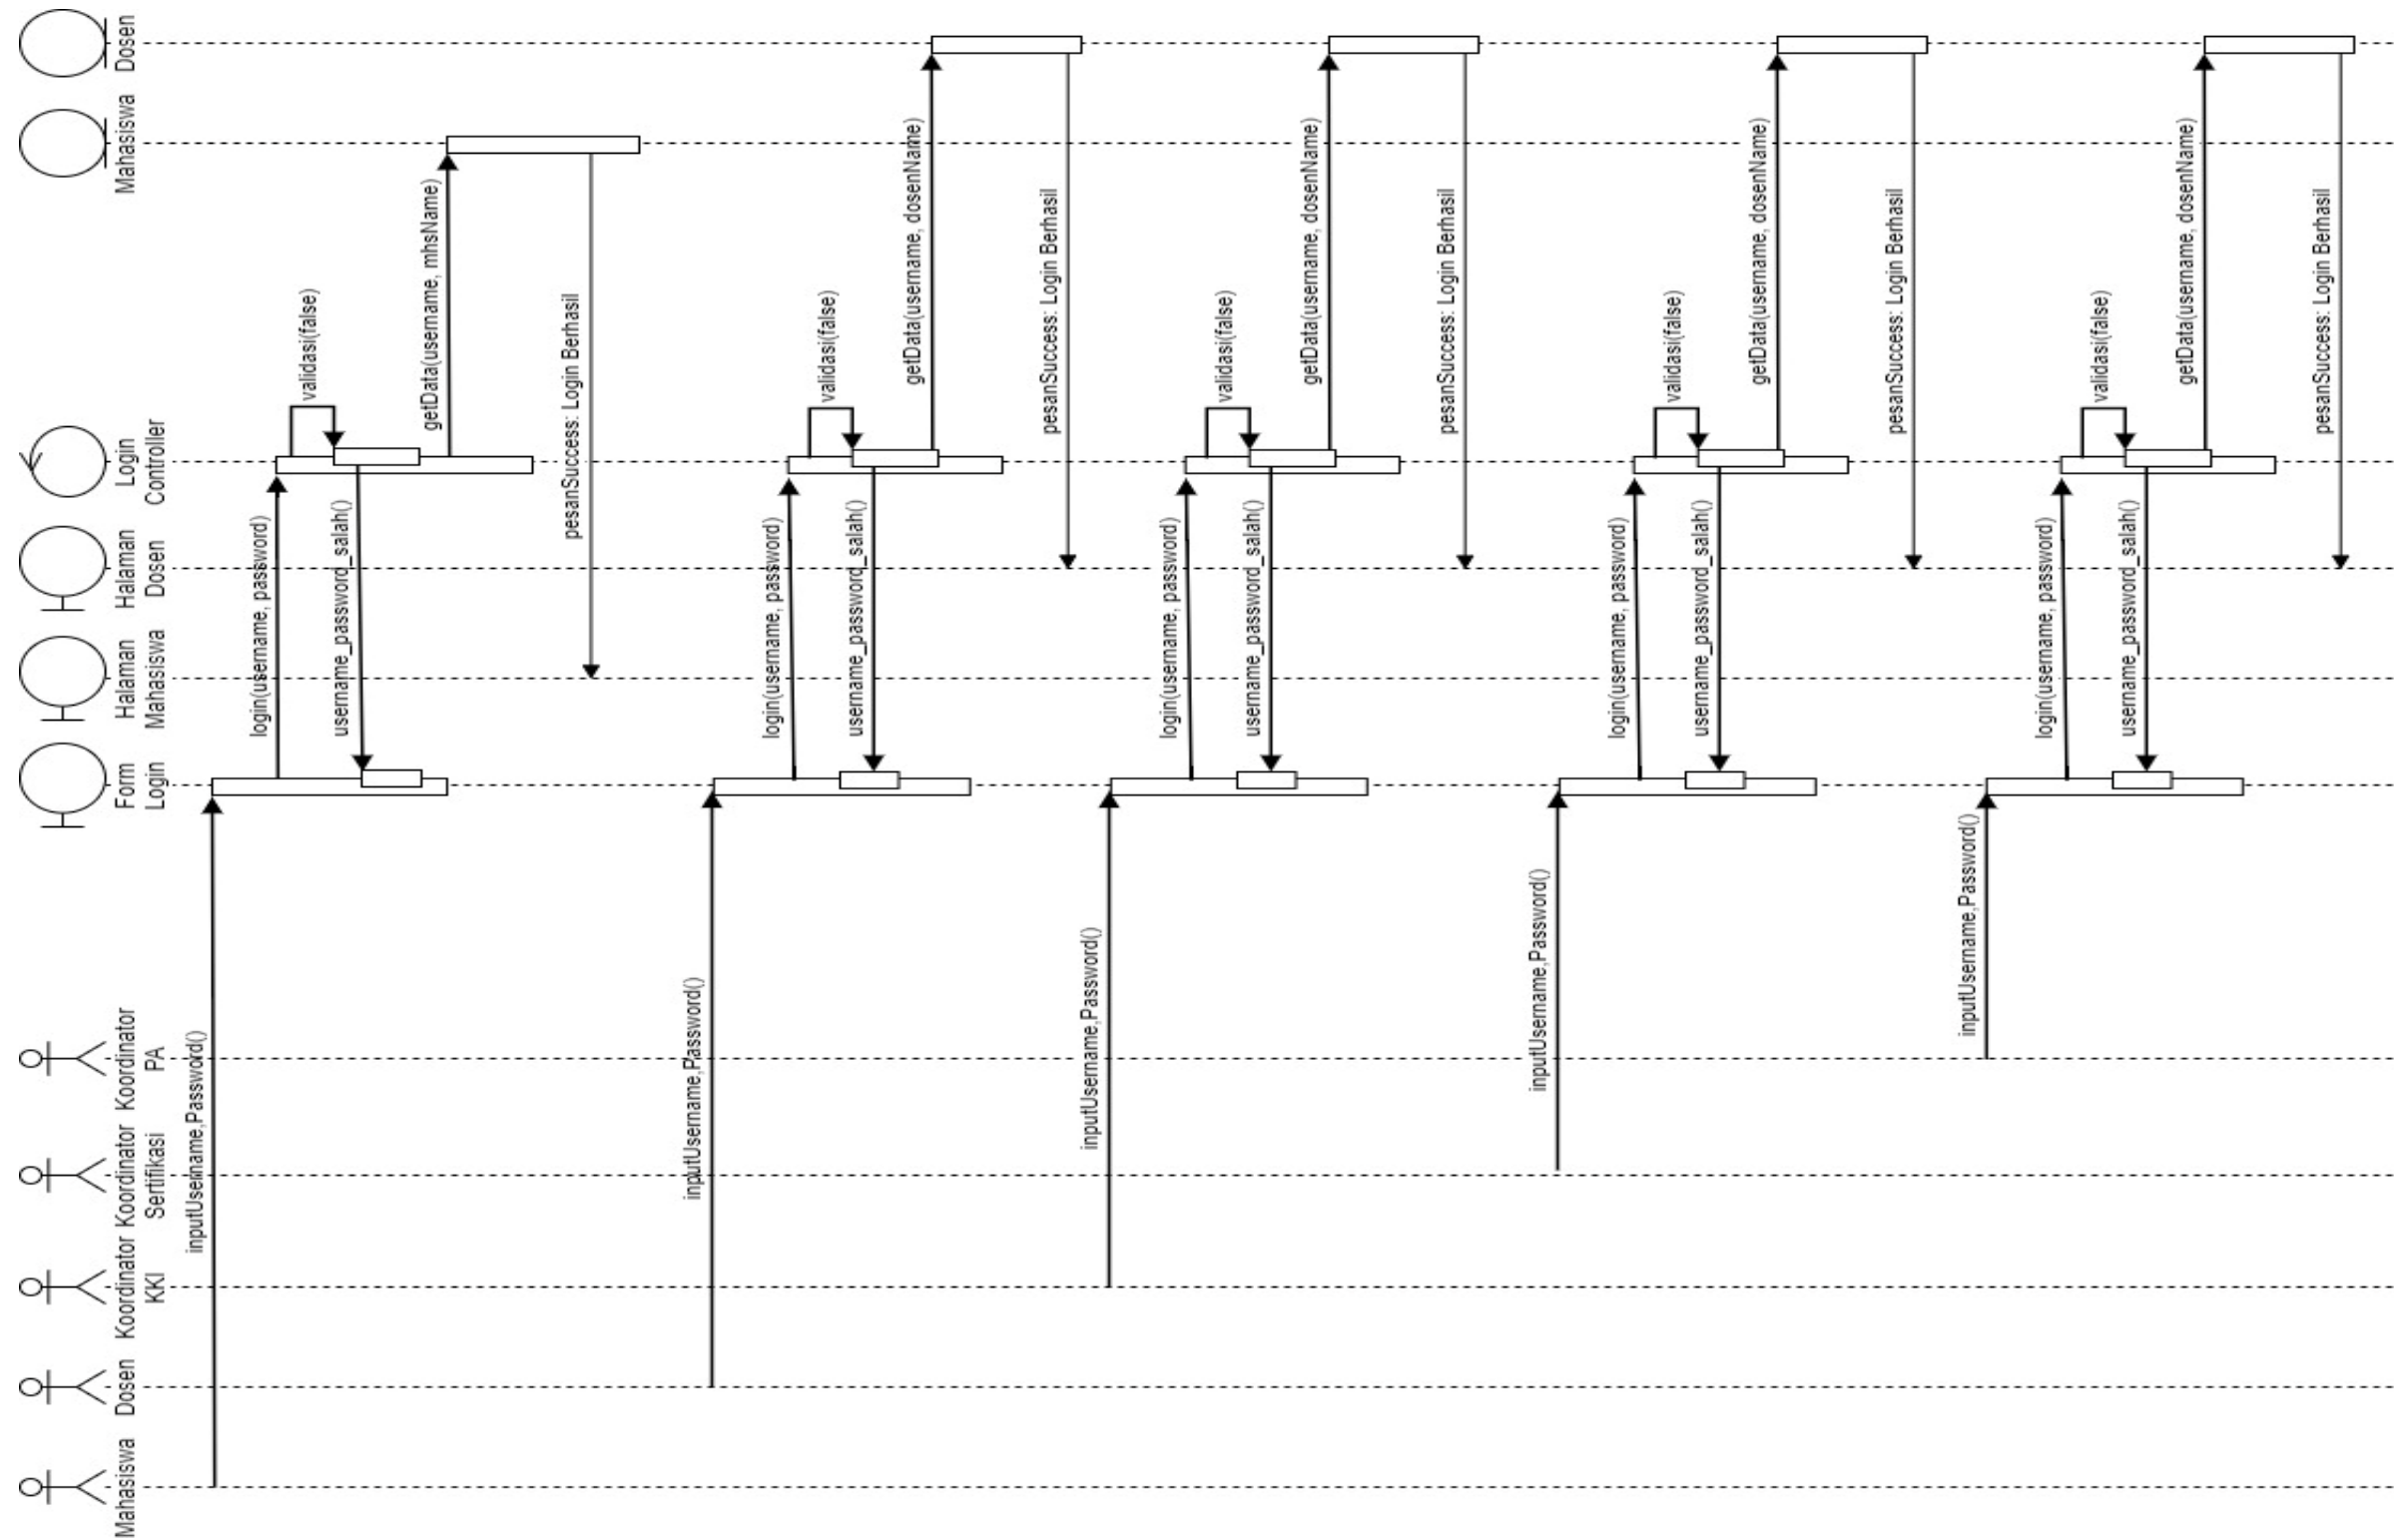 Mahasiswa
Dosen
Koordinator
KKI
Koordinator
Sertifikasi
Koordinator
PA
Form
Login
Halaman
Mahasiswa
Halaman
Dosen
Login
Controller
Mahasiswa
Dosen
inputUsername,Password()
login(username, password)
validasi(false)
username_password_salah()
getData(username, mhsName)
pesanSuccess: Login Berhasil
inputUsername,Password()
login(username, password)
validasi(false)
username_password_salah()
getData(username, dosenName)
pesanSuccess: Login Berhasil
inputUsername,Password()
login(username, password)
validasi(false)
username_password_salah()
getData(username, dosenName)
pesanSuccess: Login Berhasil
inputUsername,Password()
login(username, password)
validasi(false)
username_password_salah()
getData(username, dosenName)
pesanSuccess: Login Berhasil
inputUsername,Password()
login(username, password)
validasi(false)
username_password_salah()
getData(username, dosenName)
pesanSuccess: Login Berhasil